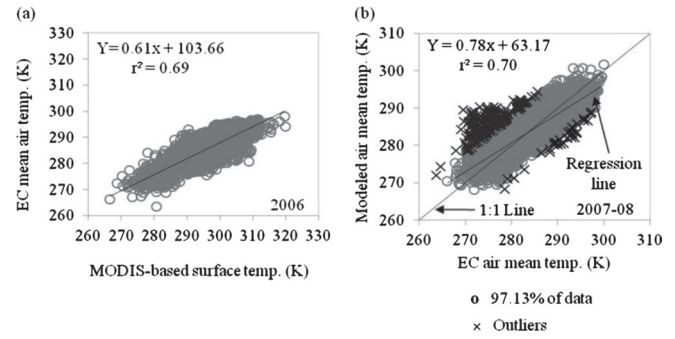 (a)
EC mean air temp. (K)
330
320
310
300
290
280
270
260
Y=0.61x + 103.66
r² = 0.69
2006
260 270 280 290 300 310 320 330
MODIS-based surface temp. (K)
(b)
Modeled air mean temp. (K)
310
300
290
280
270
260
Y = 0.78x + 63.17
r² = 0.70
Regression
line
1:1 Line
2007-08
260 270 280 290 300 310
EC air mean temp. (K)
o 97.13% of data
× Outliers